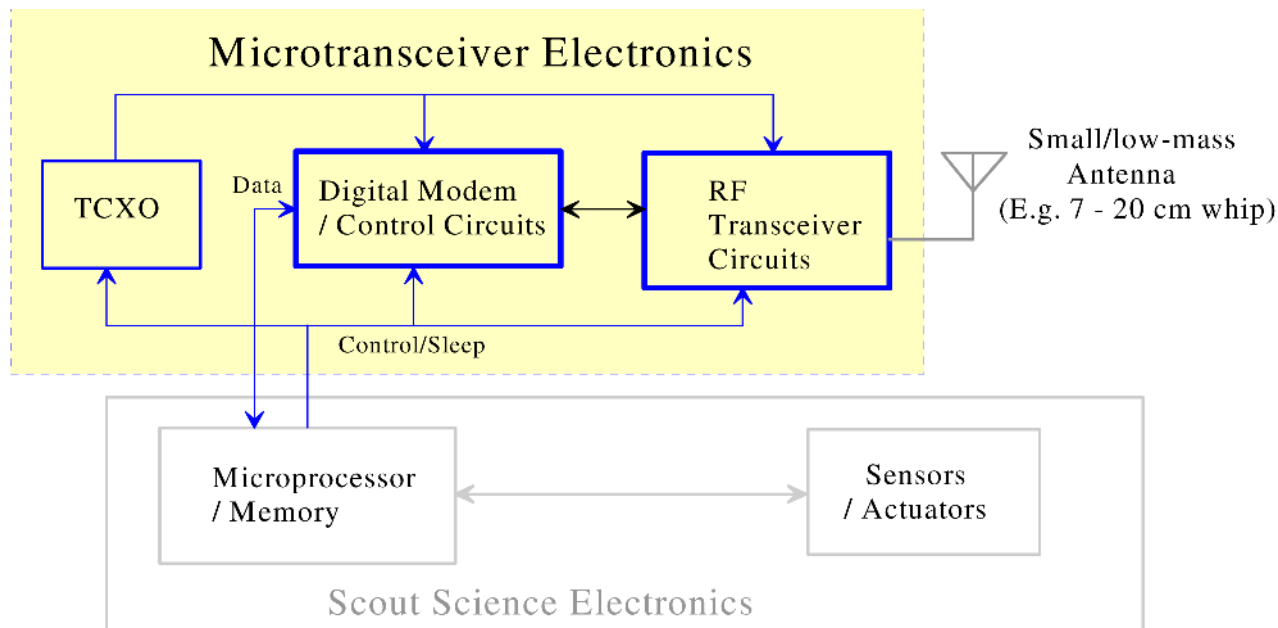 Microtransceiver Electronics
Small/low-mass
Antenna
(E.g. 7 - 20 cm whip)
TCXO
Data
Digital Modem
/ Control Circuits
RF
Transceiver
Circuits
Control/Sleep
Microprocessor
/ Memory
Sensors
/ Actuators
Scout Science Electronics